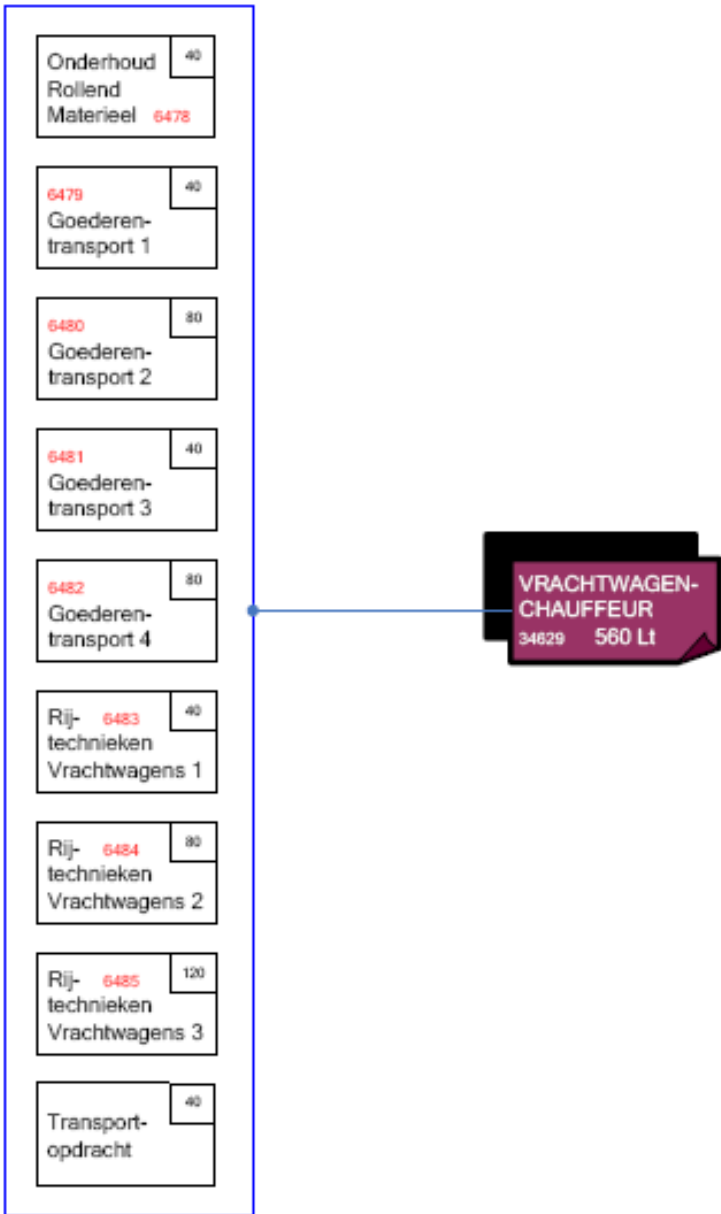 Onderhoud 40
Rollend
Materieel 6478
6479 40
Goederen-
transport 1
6480 80
Goederen-
transport 2
6481 40
Goederen-
transport 3
6482 80
Goederen-
transport 4
Rij- 6483 40
technieken
Vrachtwagens 1
Rij- 6484 80
technieken
Vrachtwagens 2
Rij- 6485 120
technieken
Vrachtwagens 3
40
Transport-
opdracht
VRACHTWAGEN-
CHAUFFEUR
34629 560 Lt